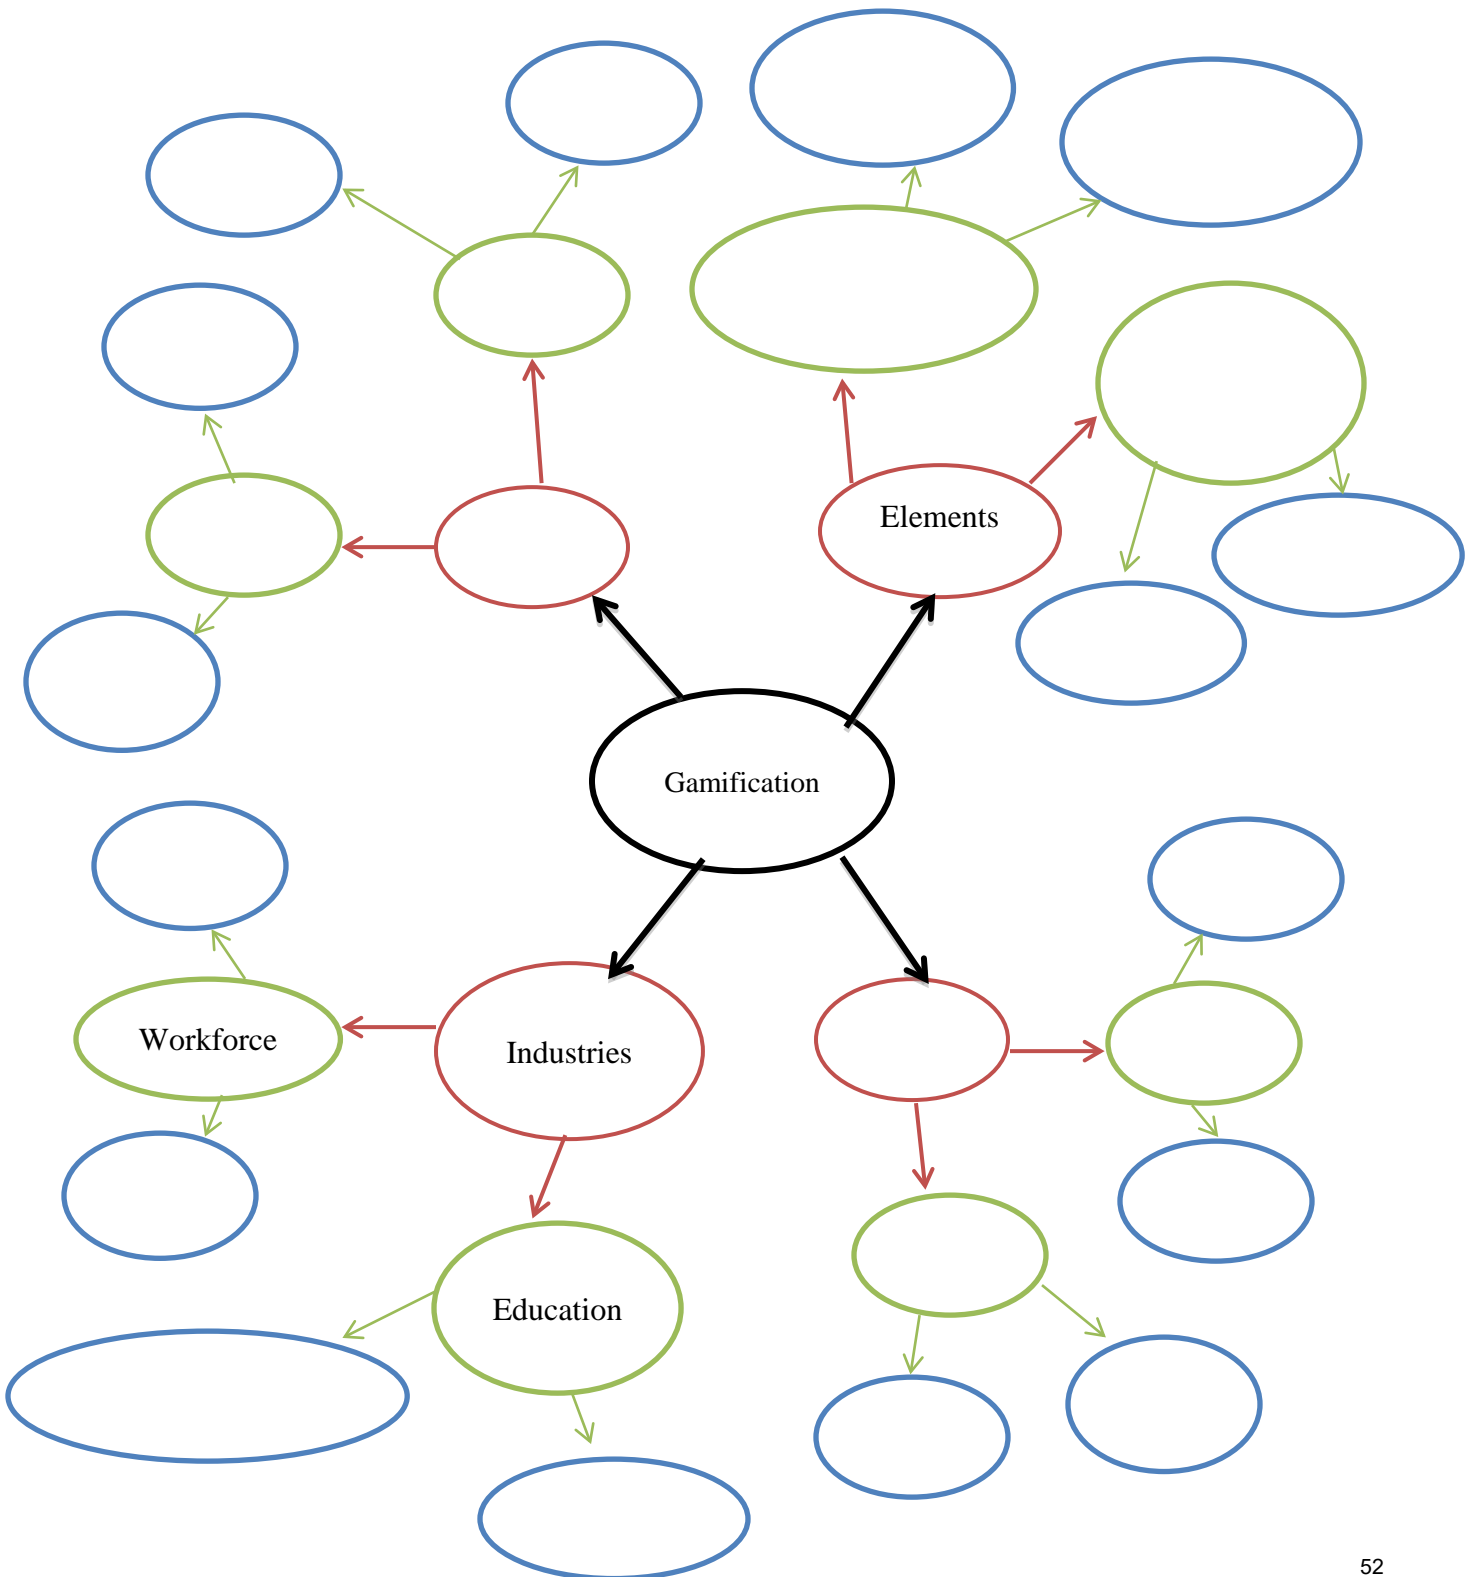 Elements
Gamification
Workforce
Industries
Education
52